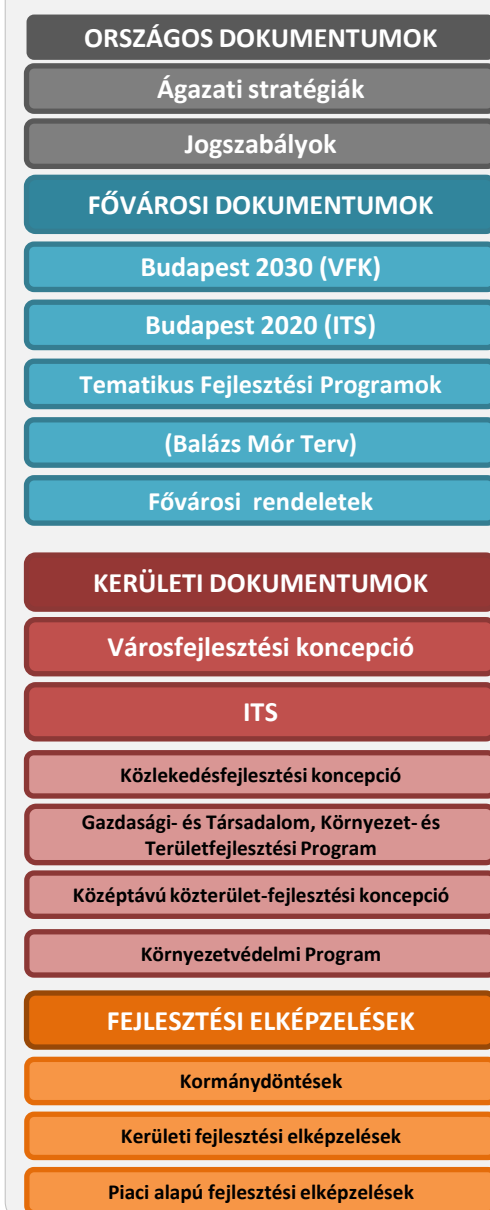 ORSZÁGOS DOKUMENTUMOK
Ágazati stratégiák
Jogszabályok
FŐVÁROSI DOKUMENTUMOK
Budapest 2030 (VFK)
Budapest 2020 (ITS)
Tematikus Fejlesztési Programok
(Balázs Mór Terv)
Fővárosi rendeletek
KERÜLETI DOKUMENTUMOK
Városfejlesztési koncepció
ITS
Közlekedésfejlesztési koncepció
Gazdasági- és Társadalom, Környezet- és
Területfejlesztési Program
Középtávú közterület-fejlesztési koncepció
Környezetvédelmi Program
FEJLESZTÉSI ELKÉPZELÉSEK
Kormánydöntések
Kerületi fejlesztési elképzelések
Piaci alapú fejlesztési elképzelések